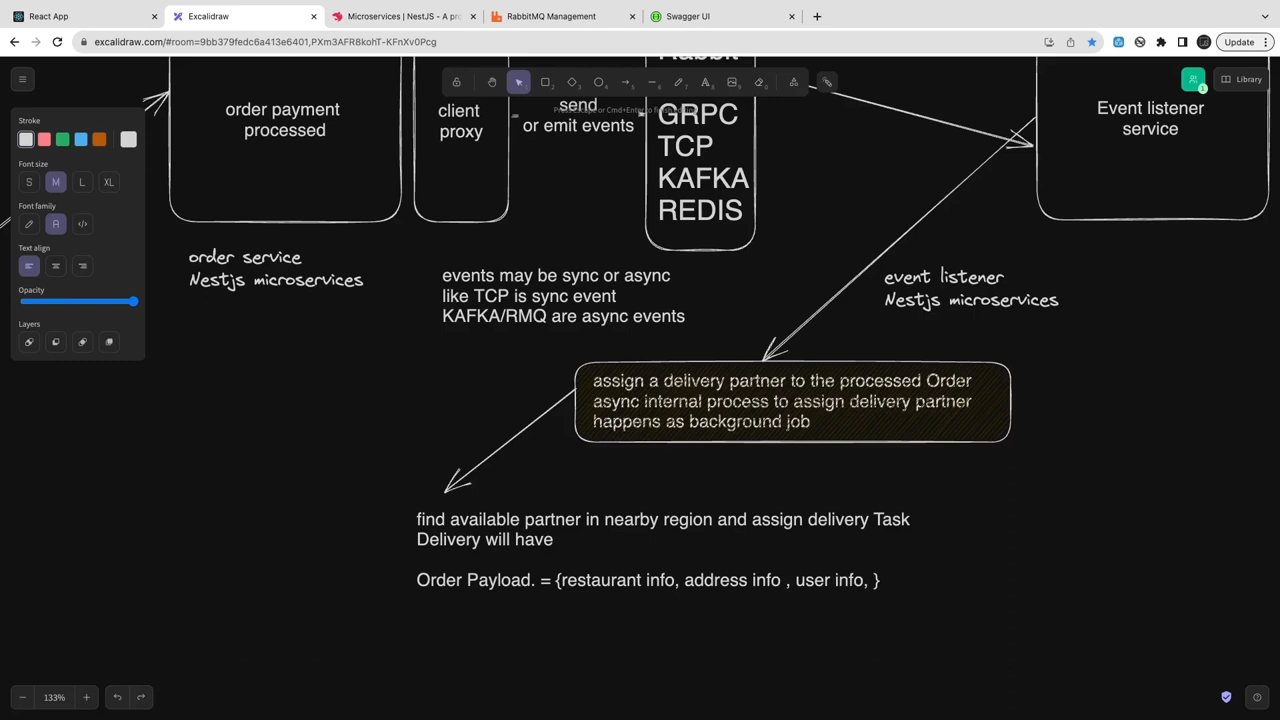 React App
Excalidraw
Microservices | NestJS - A pro
RabbitMQ Management
Swagger UI
excalidraw.com/#room=9bb379fedc6a413e6401,PXm3AFR8kohT-KFnXv0Pcg
Update
Library
1
Stroke
Font size
S M L XL
Font family
A
Text align
Opacity
Layers
order payment
processed
order service
Nestjs microservices
client
proxy
send
or emit events
Rabbit
GRPC
TCP
KAFKA
REDIS
events may be sync or async
like TCP is sync event
KAFKA/RMQ are async events
Event listener
service
event listener
Nestjs microservices
assign a delivery partner to the processed Order
async internal process to assign delivery partner
happens as background job
find available partner in nearby region and assign delivery Task
Delivery will have
Order Payload. = {restaurant info, address info , user info, }
133%